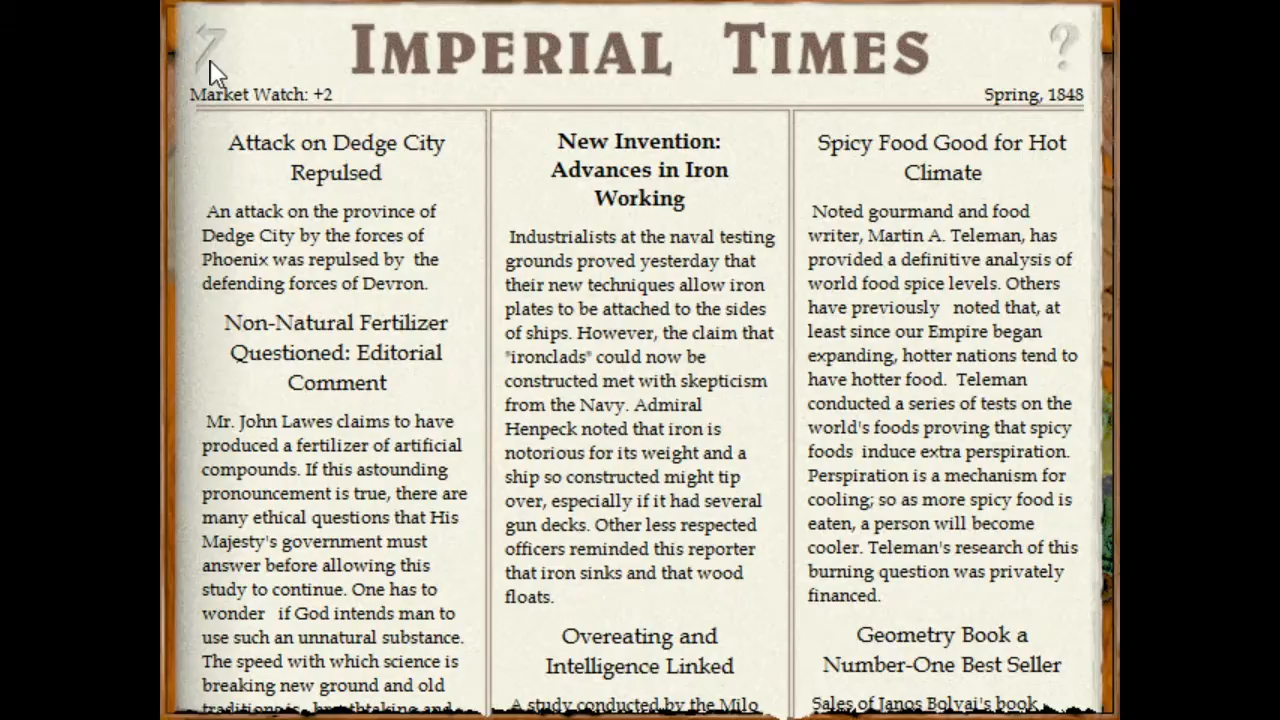 IMPERIAL TIMES
?
Market Watch: +2
Spring, 1848
Attack on Dedge City
Repulsed
An attack on the province of
Dedge City by the forces of
Phoenix was repulsed by the
defending forces of Devron.
Non-Natural Fertilizer
Questioned: Editorial
Comment
Mr. John Lawes claims to have
produced a fertilizer of artificial
compounds. If this astounding
pronouncement is true, there are
many ethical questions that His
Majesty's government must
answer before allowing this
study to continue. One has to
wonder if God intends man to
use such an unnatural substance.
The speed with which science is
breaking new ground and old
traditions is breathtaking and
New Invention:
Advances in Iron
Working
Industrialists at the naval testing
grounds proved yesterday that
their new techniques allow iron
plates to be attached to the sides
of ships. However, the claim that
"ironclads" could now be
constructed met with skepticism
from the Navy. Admiral
Henpeck noted that iron is
notorious for its weight and a
ship so constructed might tip
over, especially if it had several
gun decks. Other less respected
officers reminded this reporter
that iron sinks and that wood
floats.
Overeating and
Intelligence Linked
A study conducted by the Milo
Spicy Food Good for Hot
Climate
Noted gourmand and food
writer, Martin A. Teleman, has
provided a definitive analysis of
world food spice levels. Others
have previously noted that, at
least since our Empire began
expanding, hotter nations tend to
have hotter food. Teleman
conducted a series of tests on the
world's foods proving that spicy
foods induce extra perspiration.
Perspiration is a mechanism for
cooling; so as more spicy food is
eaten, a person will become
cooler. Teleman's research of this
burning question was privately
financed.
Geometry Book a
Number-One Best Seller
Sales of Janos Bolyai's book,